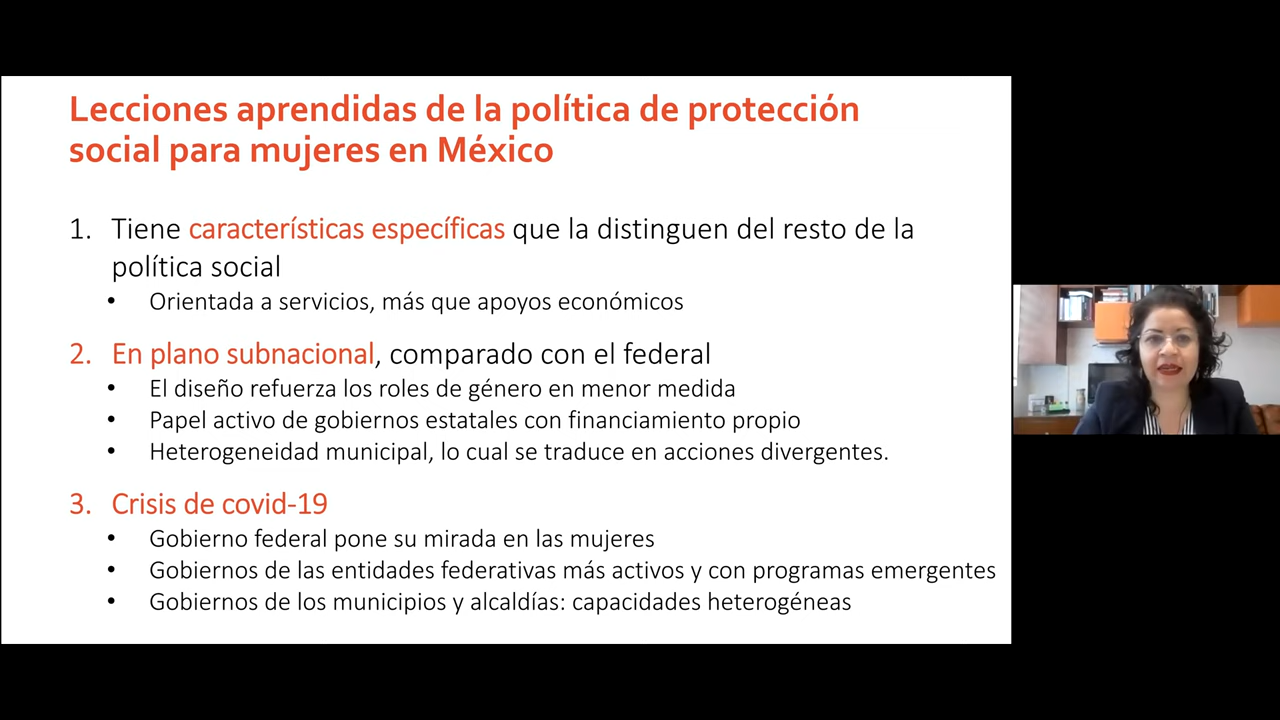 Lecciones aprendidas de la política de protección
social para mujeres en México
1. Tiene características específicas que la distinguen del resto de la
política social
• Orientada a servicios, más que apoyos económicos
2. En plano subnacional, comparado con el federal
• El diseño refuerza los roles de género en menor medida
• Papel activo de gobiernos estatales con financiamiento propio
• Heterogeneidad municipal, lo cual se traduce en acciones divergentes.
3. Crisis de covid-19
• Gobierno federal pone su mirada en las mujeres
• Gobiernos de las entidades federativas más activos y con programas emergentes
• Gobiernos de los municipios y alcaldías: capacidades heterogéneas